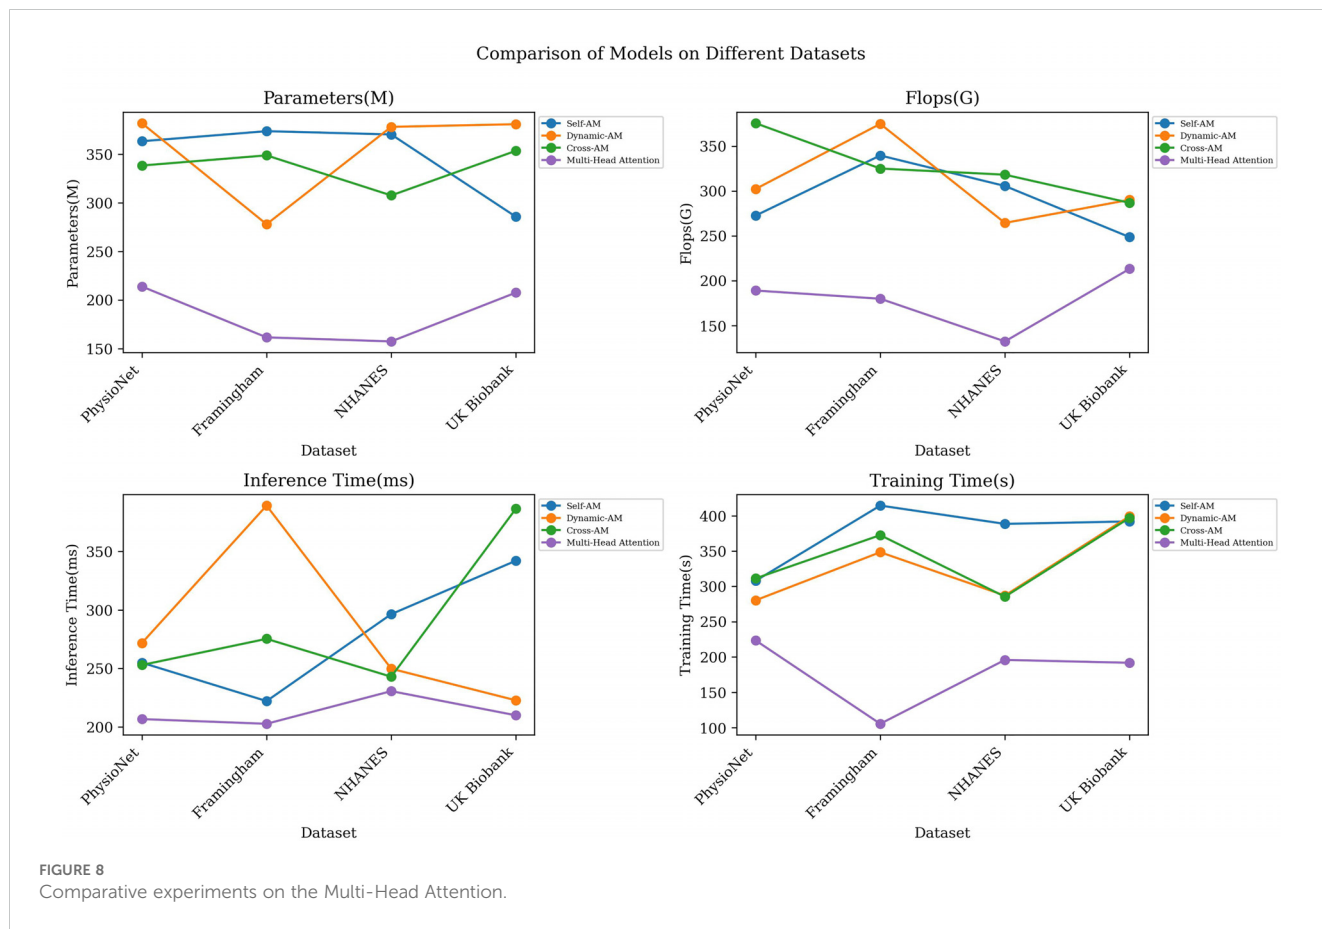 Comparison of Models on Different Datasets
Parameters(M)
Parameters(M)
350
300
250
200
150
PhysioNet
Framingham
NHANES
UK Biobank
Dataset
Self-AM
Dynamic-AM
Cross-AM
Multi-Head Attention
Flops(G)
Flops(G)
350
300
250
200
150
PhysioNet
Framingham
NHANES
UK Biobank
Dataset
Self-AM
Dynamic-AM
Cross-AM
Multi-Head Attention
Inference Time(ms)
Inference Time(ms)
350
300
250
200
PhysioNet
Framingham
NHANES
UK Biobank
Dataset
Self-AM
Dynamic-AM
Cross-AM
Multi-Head Attention
Training Time(s)
Training Time(s)
400
350
300
250
200
150
100
PhysioNet
Framingham
NHANES
UK Biobank
Dataset
Self-AM
Dynamic-AM
Cross-AM
Multi-Head Attention
FIGURE 8
Comparative experiments on the Multi-Head Attention.